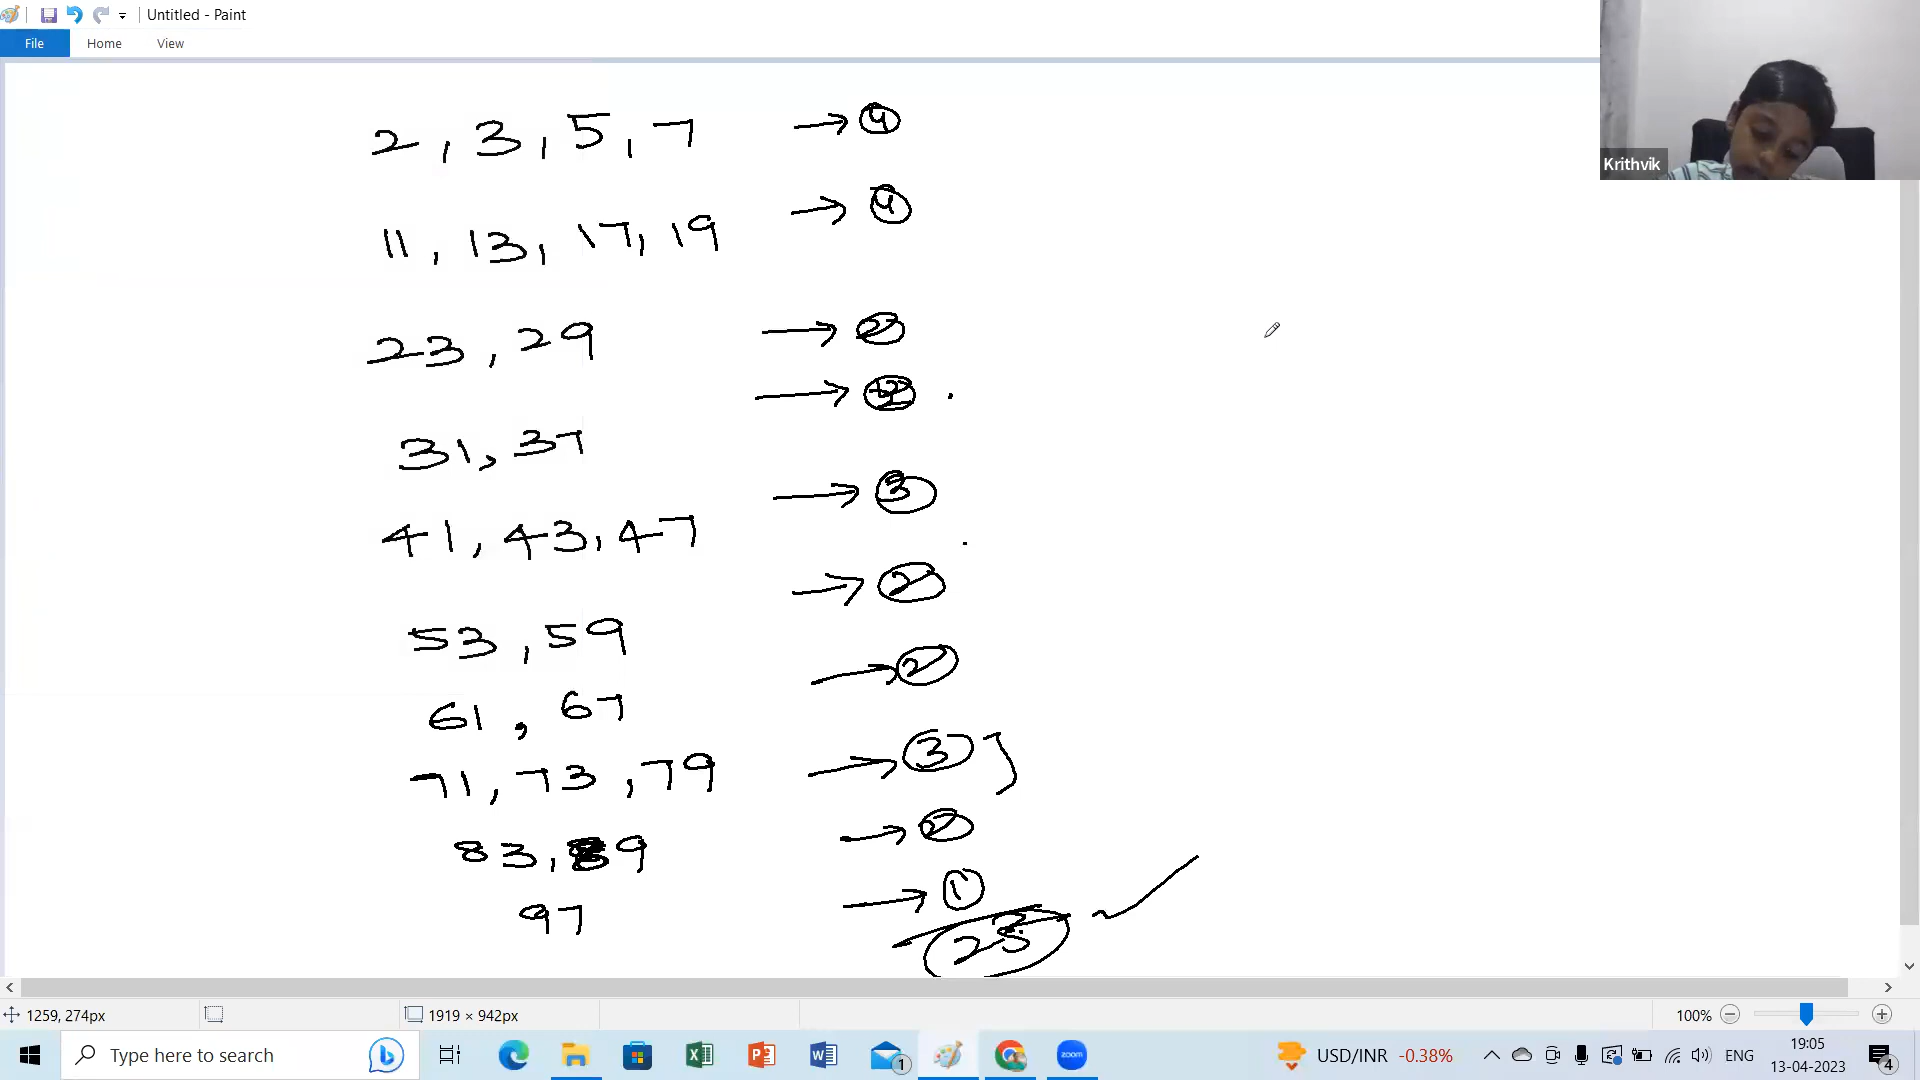 Untitled - Paint
File Home View
Krithvik
2, 3, 5, 7 → 4
11, 13, 17, 19 → 4
23, 29 → 2
→ 2
31, 37
→ 3
41, 43, 47
→ 2
53, 59
→ 2
61, 67
71, 73, 79 → 3
83, 89 → 2
97 → 1
25
1259, 274px 1919 × 942px 100%
Type here to search
USD/INR -0.38%
ENG
19:05
13-04-2023
1
zoom
4